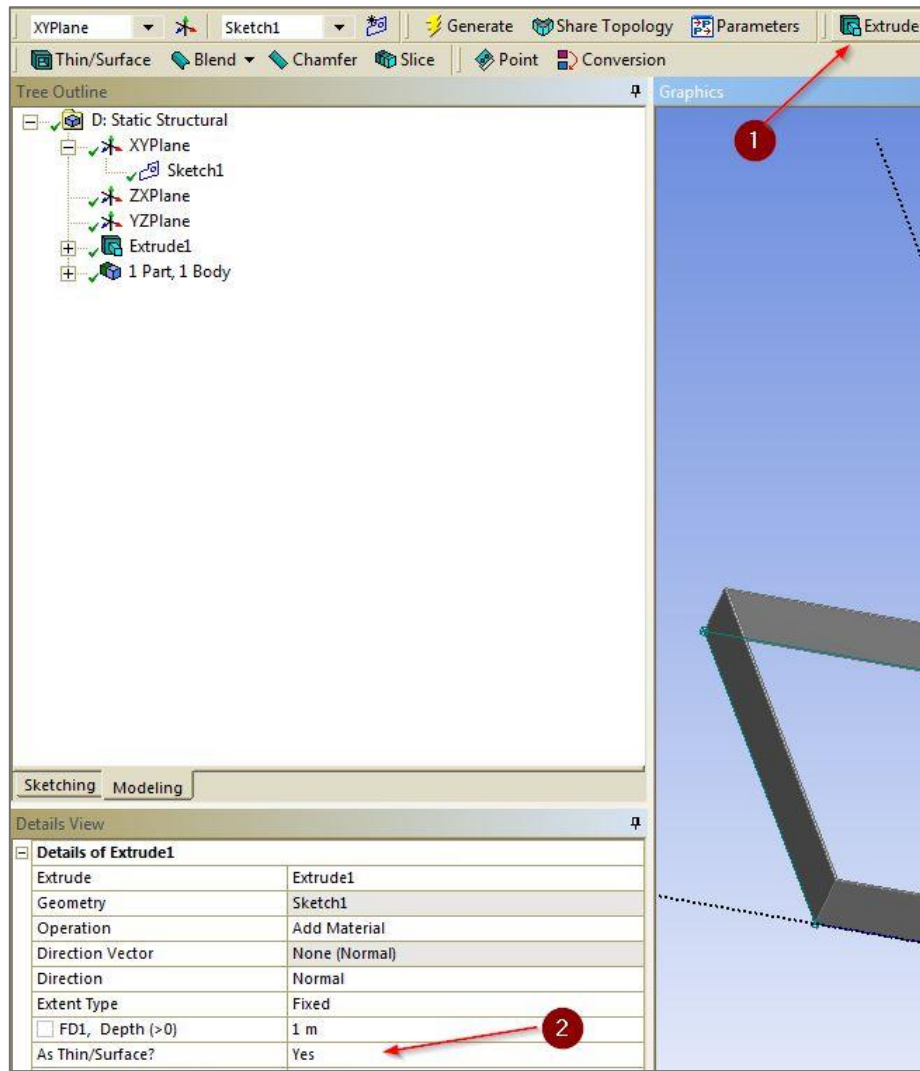 XYPlane Sketch1 Generate Share Topology Parameters Extrude
Thin/Surface Blend Chamfer Slice Point Conversion
Tree Outline
Graphics
1
D: Static Structural
XYPlane
Sketch1
ZXPlane
YZPlane
Extrude1
1 Part, 1 Body
Sketching Modeling
Details View
Details of Extrude1
Extrude Extrude1
Geometry Sketch1
Operation Add Material
Direction Vector None (Normal)
Direction Normal
Extent Type Fixed
FD1, Depth (>0) 1 m
As Thin/Surface? Yes
2